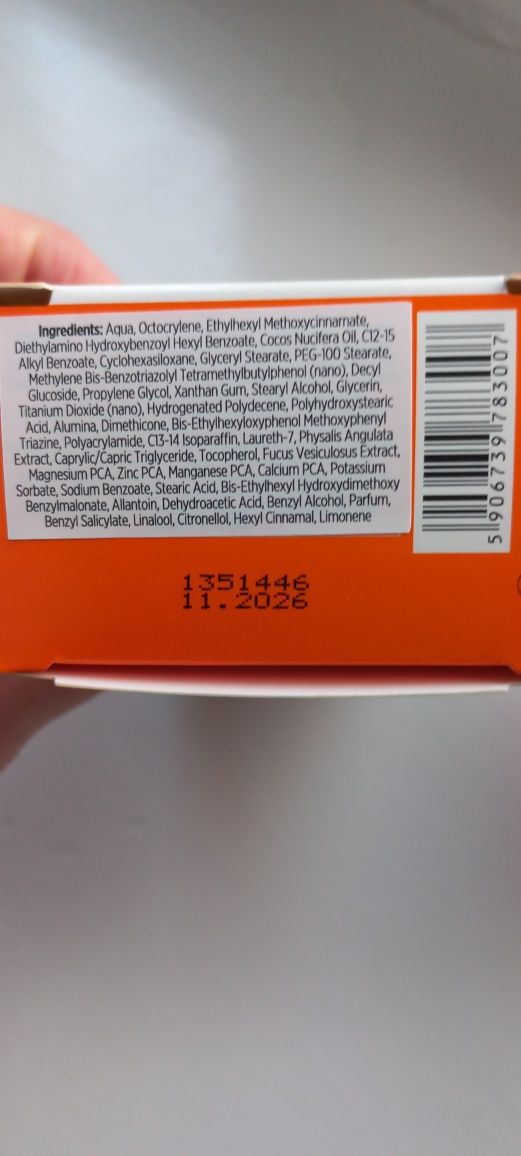 Ingredients: Aqua, Octocrylene, Ethylhexyl Methoxycinnamate,
Diethylamino Hydroxybenzoyl Hexyl Benzoate, Cocos Nucifera Oil, C12-15
Alkyl Benzoate, Cyclohexasiloxane, Glyceryl Stearate, PEG-100 Stearate,
Methylene Bis-Benzotriazolyl Tetramethylbutylphenol (nano), Decyl
Glucoside, Propylene Glycol, Xanthan Gum, Stearyl Alcohol, Glycerin,
Titanium Dioxide (nano), Hydrogenated Polydecene, Polyhydroxystearic
Acid, Alumina, Dimethicone, Bis-Ethylhexyloxyphenol Methoxyphenyl
Triazine, Polyacrylamide, C13-14 Isoparaffin, Laureth-7, Physalis Angulata
Extract, Caprylic/Capric Triglyceride, Tocopherol, Fucus Vesiculosus Extract,
Magnesium PCA, Zinc PCA, Manganese PCA, Calcium PCA, Potassium
Sorbate, Sodium Benzoate, Stearic Acid, Bis-Ethylhexyl Hydroxydimethoxy
Benzylmalonate, Allantoin, Dehydroacetic Acid, Benzyl Alcohol, Parfum,
Benzyl Salicylate, Linalool, Citronellol, Hexyl Cinnamal, Limonene
5 906739 783007
1351446
11.2026